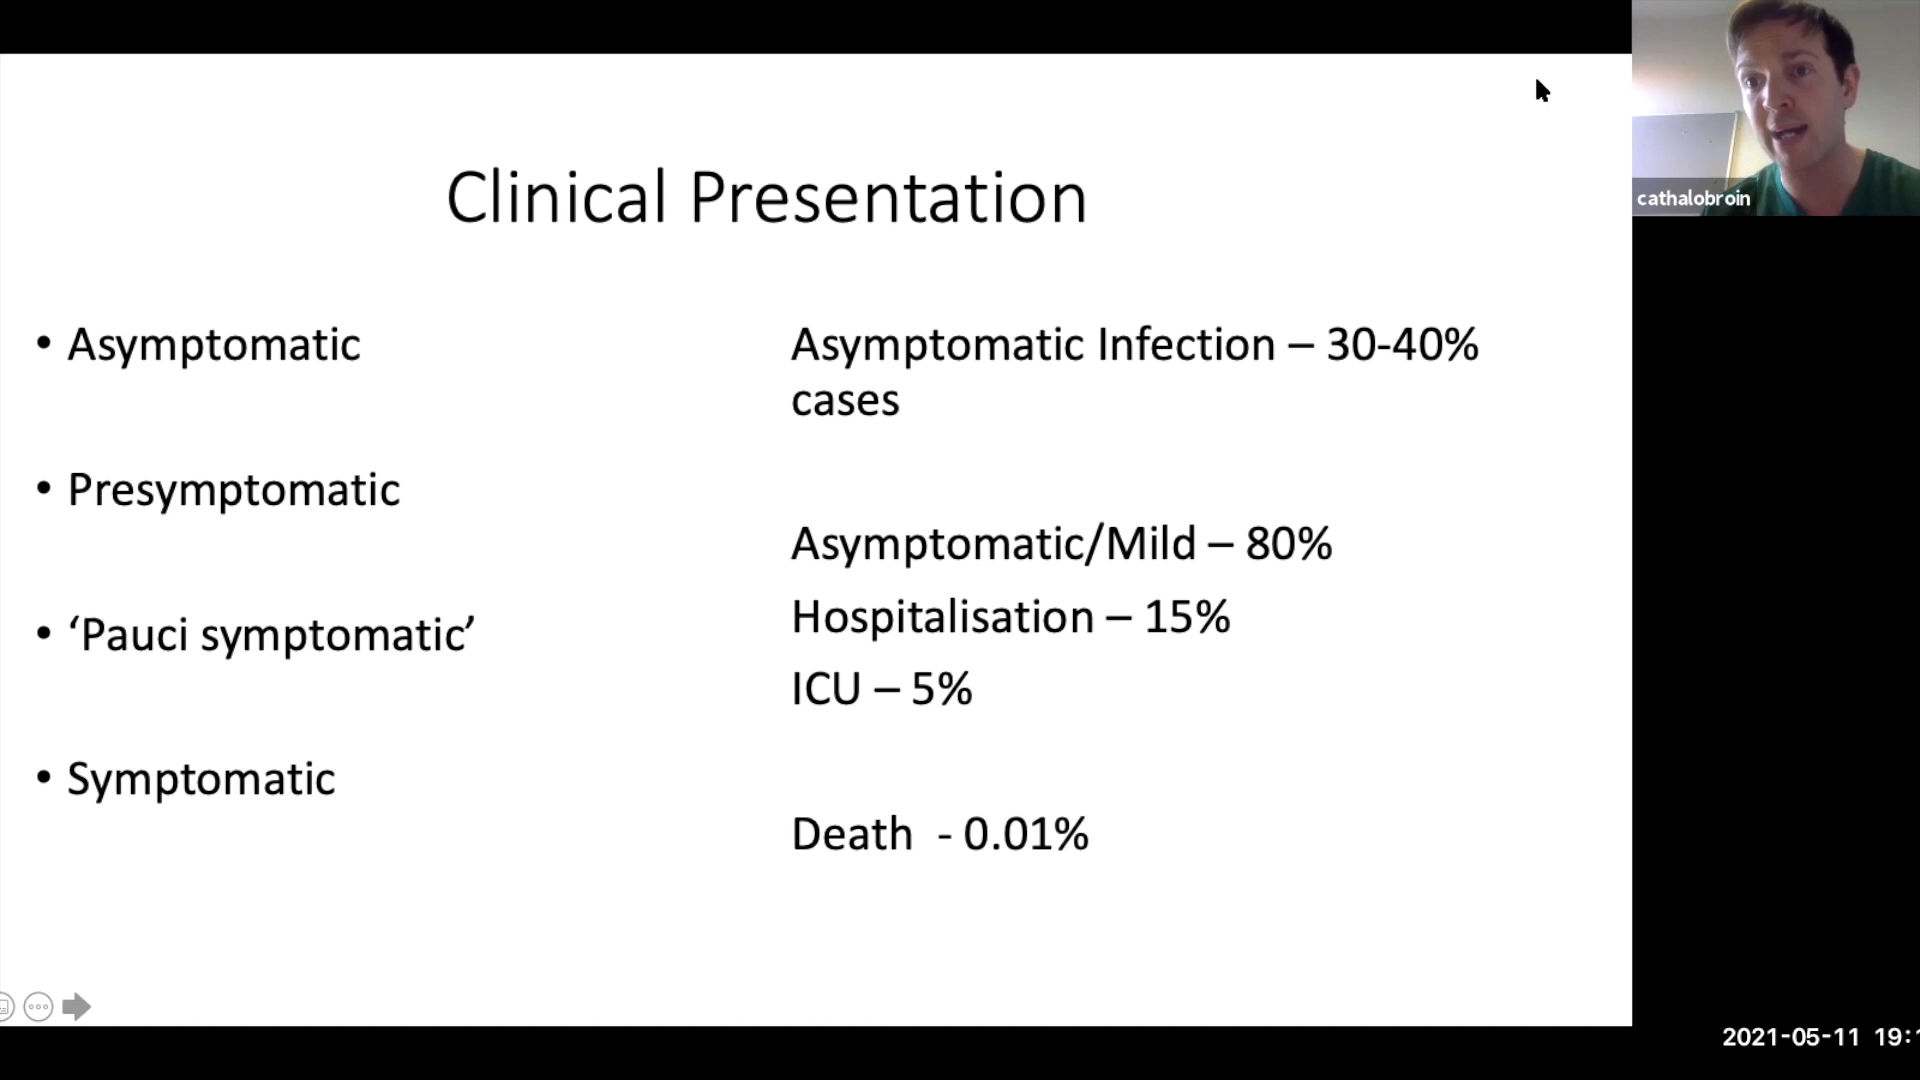 Clinical Presentation
• Asymptomatic
• Presymptomatic
• ‘Pauci symptomatic’
• Symptomatic
Asymptomatic Infection – 30-40%
cases
Asymptomatic/Mild – 80%
Hospitalisation – 15%
ICU – 5%
Death - 0.01%
cathalobroin
2021-05-11 19: